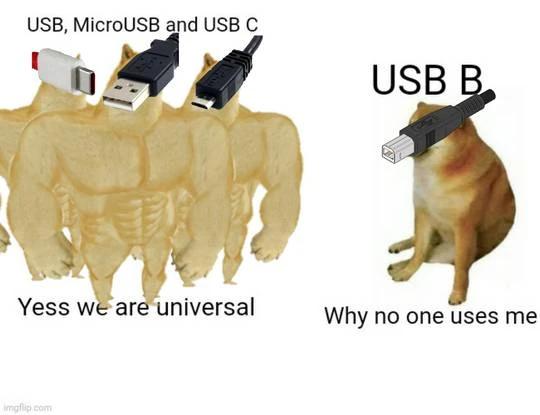 USB, MicroUSB and USB C
USB B
Yess we are universal
Why no one uses me
imgflip.com